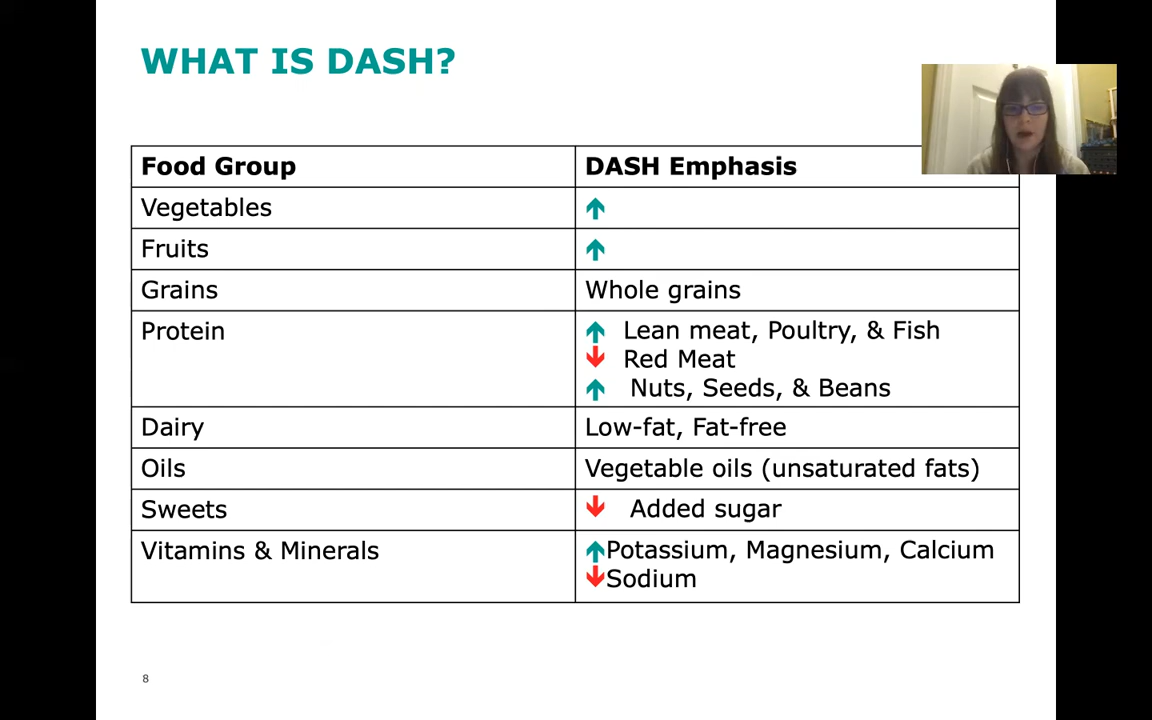 WHAT IS DASH?
Food Group DASH Emphasis
Vegetables ↑
Fruits ↑
Grains Whole grains
Protein ↑ Lean meat, Poultry, & Fish
↓ Red Meat
↑ Nuts, Seeds, & Beans
Dairy Low-fat, Fat-free
Oils Vegetable oils (unsaturated fats)
Sweets ↓ Added sugar
Vitamins & Minerals ↑Potassium, Magnesium, Calcium
↓Sodium
8